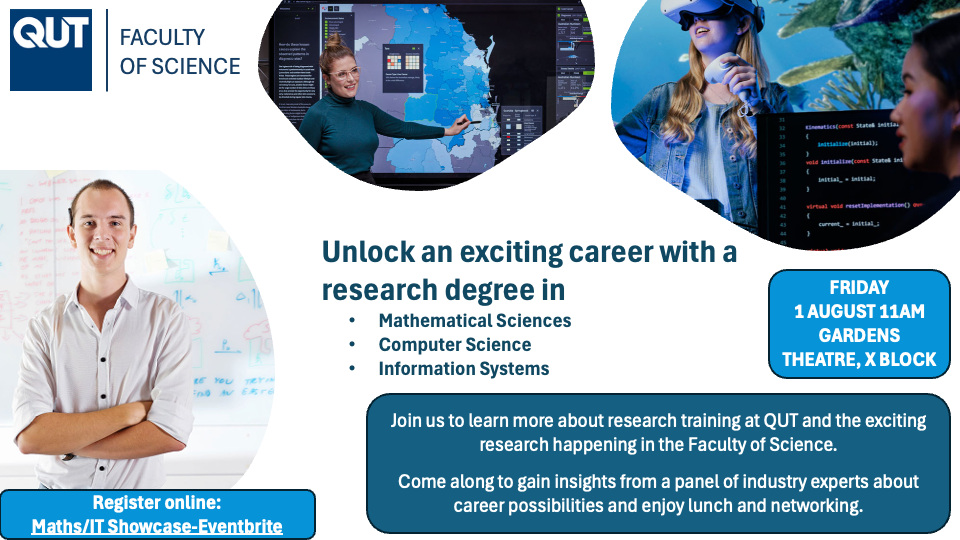 QUT
FACULTY
OF SCIENCE
Kinematics(const State& initia
initialize(initial);
}
void initialize(const State& in
initial_ = initial;
}
virtual void resetImplementation()
current_ = initial_;
Unlock an exciting career with a
research degree in
• Mathematical Sciences
• Computer Science
• Information Systems
FRIDAY
1 AUGUST 11AM
GARDENS
THEATRE, X BLOCK
Join us to learn more about research training at QUT and the exciting
research happening in the Faculty of Science.
Come along to gain insights from a panel of industry experts about
career possibilities and enjoy lunch and networking.
Register online:
Maths/IT Showcase-Eventbrite